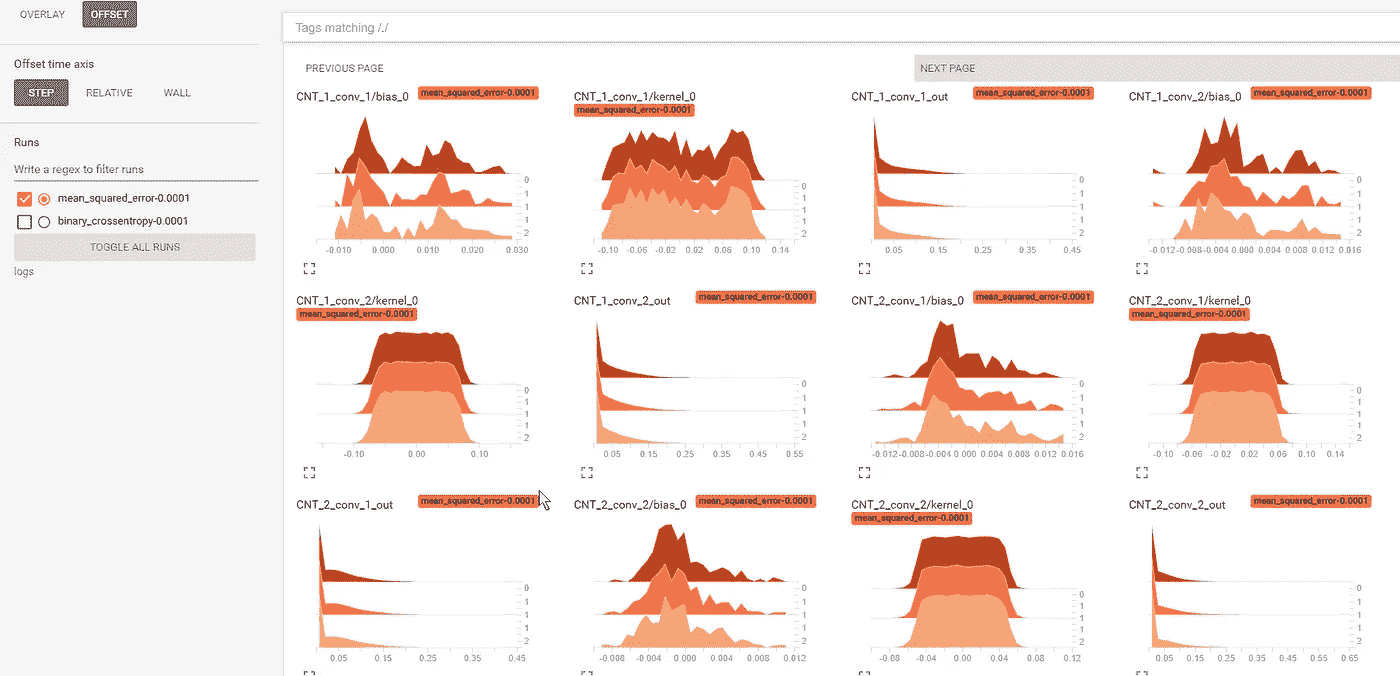 OVERLAY OFFSET
Tags matching /./
Offset time axis
PREVIOUS PAGE NEXT PAGE
STEP RELATIVE WALL
Runs
Write a regex to filter runs
mean_squared_error-0.0001
binary_crossentropy-0.0001
TOGGLE ALL RUNS
logs
CNT_1_conv_1/bias_0 mean_squared_error-0.0001
0
1
1
2
-0.010 0.000 0.010 0.020 0.030
CNT_1_conv_1/kernel_0
mean_squared_error-0.0001
0
1
1
2
-0.10 -0.06 -0.02 0.02 0.06 0.10 0.14
CNT_1_conv_1_out mean_squared_error-0.0001
0
1
1
2
0.05 0.15 0.25 0.35 0.45
CNT_1_conv_2/bias_0 mean_squared_error-0.0001
0
1
1
2
-0.012 -0.008 -0.004 0.000 0.004 0.008 0.012 0.016
CNT_1_conv_2/kernel_0
mean_squared_error-0.0001
0
1
1
2
-0.10 0.00 0.10
CNT_1_conv_2_out mean_squared_error-0.0001
0
1
1
2
0.05 0.15 0.25 0.35 0.45 0.55
CNT_2_conv_1/bias_0 mean_squared_error-0.0001
0
1
1
2
-0.012 -0.008 -0.004 0.000 0.004 0.008 0.012 0.016
CNT_2_conv_1/kernel_0
mean_squared_error-0.0001
0
1
1
2
-0.10 -0.06 -0.02 0.02 0.06 0.10 0.14
CNT_2_conv_1_out mean_squared_error-0.0001
0
1
1
2
0.05 0.15 0.25 0.35 0.45
CNT_2_conv_2/bias_0 mean_squared_error-0.0001
0
1
1
2
-0.008 -0.004 0.000 0.004 0.008 0.012
CNT_2_conv_2/kernel_0
mean_squared_error-0.0001
0
1
1
2
-0.08 -0.04 0.00 0.04 0.08 0.12
CNT_2_conv_2_out mean_squared_error-0.0001
0
1
1
2
0.05 0.15 0.25 0.35 0.45 0.55 0.65